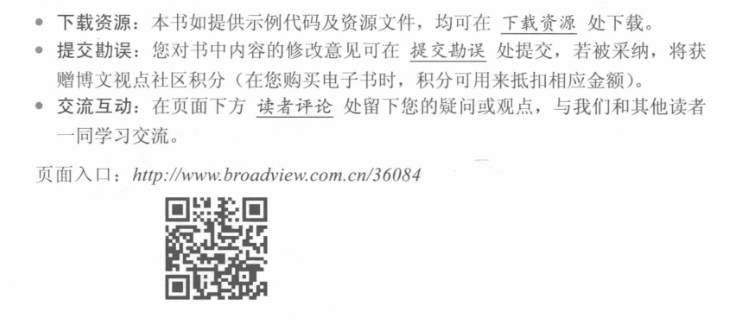 • 下载资源：本书如提供示例代码及资源文件，均可在 下载资源 处下载。
• 提交勘误：您对书中内容的修改意见可在 提交勘误 处提交，若被采纳，将获
赠博文视点社区积分（在您购买电子书时，积分可用来抵扣相应金额）。
• 交流互动：在页面下方 读者评论 处留下您的疑问或观点，与我们和其他读者
一同学习交流。
页面入口：http://www.broadview.com.cn/36084